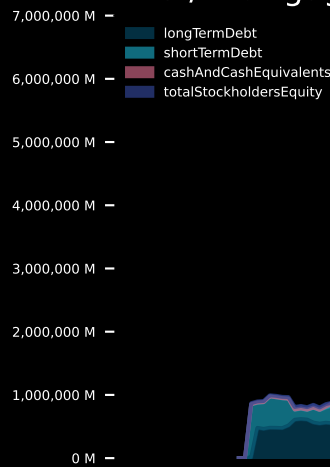 7,000,000 M
longTermDebt
shortTermDebt
6,000,000 M
cashAndCashEquivalents
totalStockholdersEquity
5,000,000 M
4,000,000 M
3,000,000 M
2,000,000 M
1,000,000 M
0 M